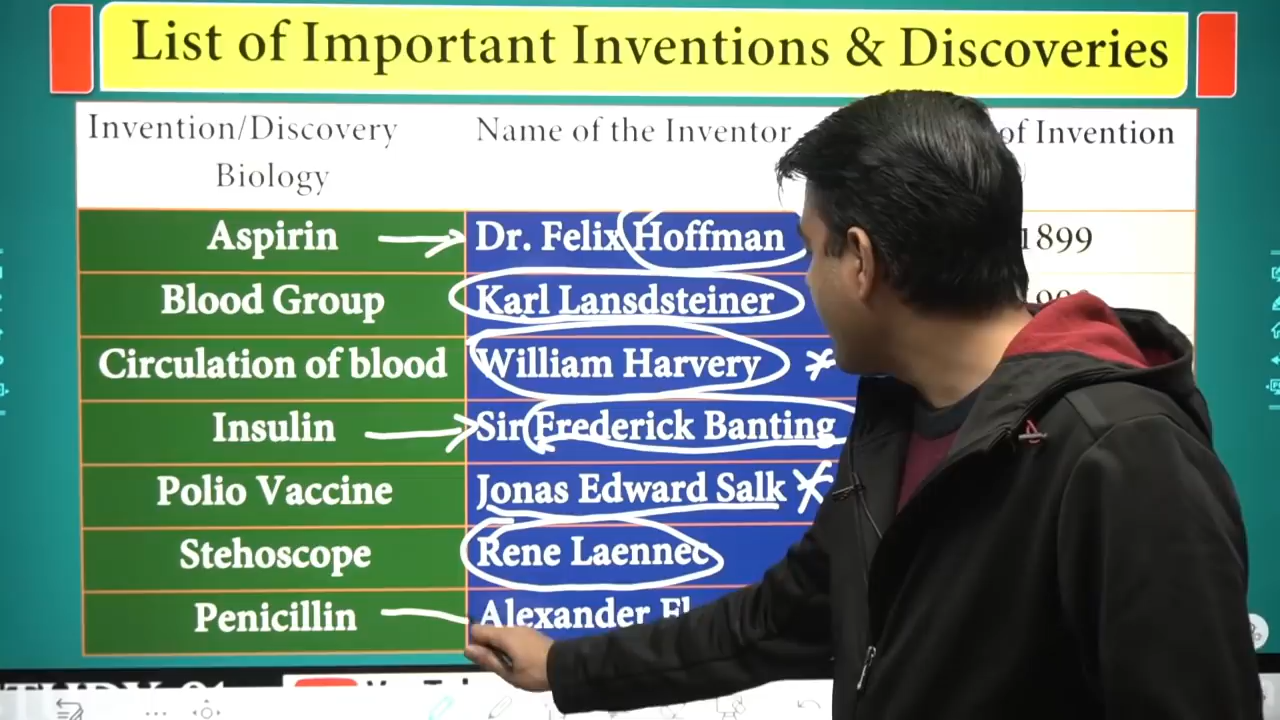 List of Important Inventions & Discoveries
Invention/Discovery Name of the Inventor of Invention
Biology
Aspirin Dr. Felix Hoffman 1899
Blood Group Karl Lansdsteiner
Circulation of blood William Harvery
Insulin Sir Frederick Banting
Polio Vaccine Jonas Edward Salk
Stehoscope Rene Laennec
Penicillin Alexander